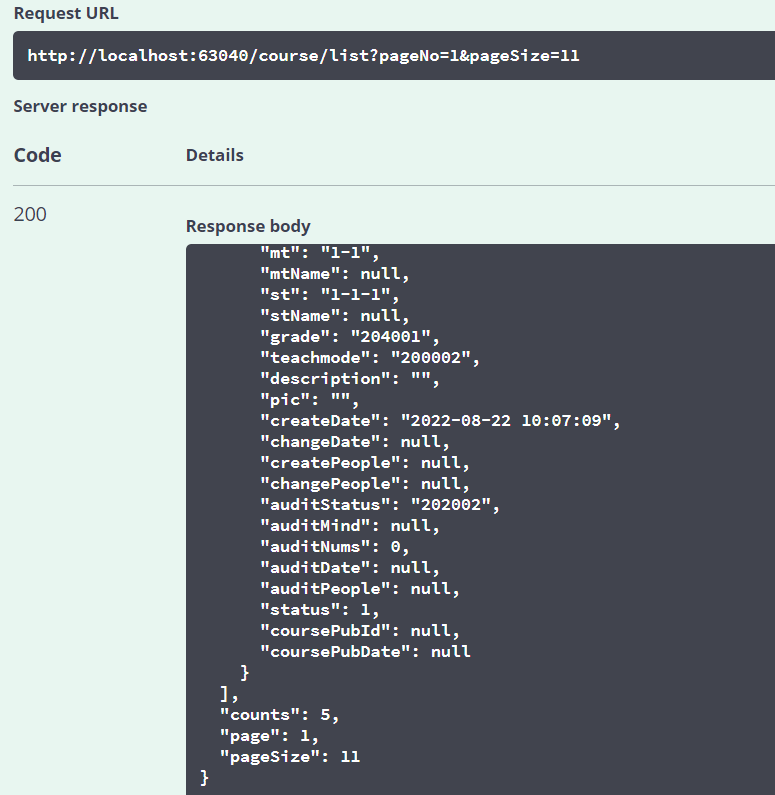 Request URL
http://localhost:63040/course/list?pageNo=1&pageSize=11
Server response
Code Details
200
Response body
"mt": "1-1",
"mtName": null,
"st": "1-1-1",
"stName": null,
"grade": "204001",
"teachmode": "200002",
"description": "",
"pic": "",
"createDate": "2022-08-22 10:07:09",
"changeDate": null,
"createPeople": null,
"changePeople": null,
"auditStatus": "202002",
"auditMind": null,
"auditNums": 0,
"auditDate": null,
"auditPeople": null,
"status": 1,
"coursePubId": null,
"coursePubDate": null
}
],
"counts": 5,
"page": 1,
"pageSize": 11
}